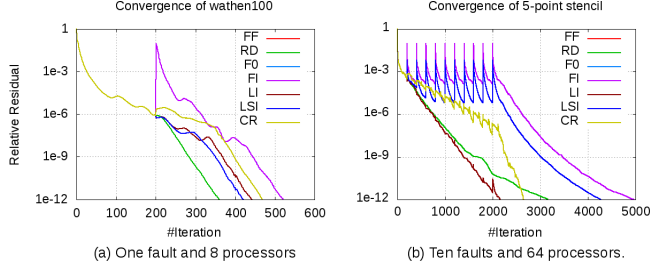 Convergence of wathen100
Relative Residual
1
1e-3
1e-6
1e-9
1e-12
FF
RD
F0
FI
LI
LSI
CR
0 100 200 300 400 500 600
#Iteration
(a) One fault and 8 processors
Convergence of 5-point stencil
1
1e-3
1e-6
1e-9
1e-12
FF
RD
F0
FI
LI
LSI
CR
0 1000 2000 3000 4000 5000
#Iteration
(b) Ten faults and 64 processors.